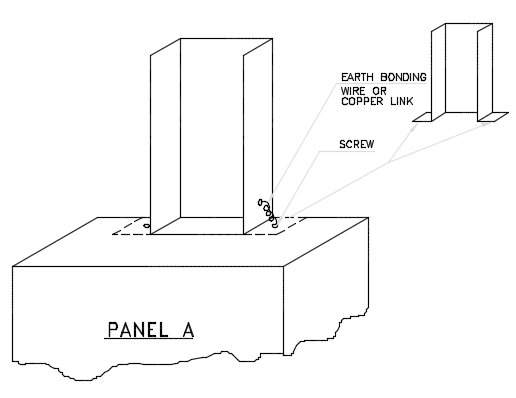 EARTH BONDING
WIRE OR
COPPER LINK
SCREW
PANEL A